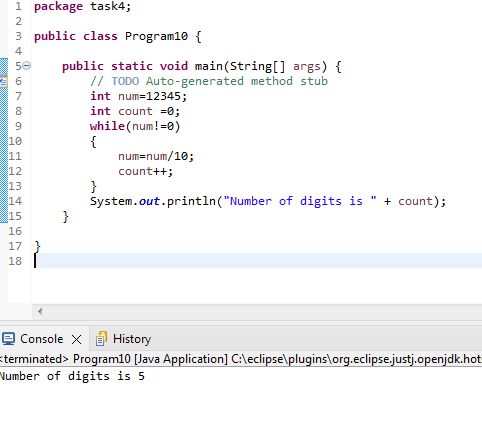 1 package task4;
2
3 public class Program10 {
4
5 public static void main(String[] args) {
6 // TODO Auto-generated method stub
7 int num=12345;
8 int count =0;
9 while(num!=0)
10 {
11 num=num/10;
12 count++;
13 }
14 System.out.println("Number of digits is " + count);
15 }
16
17 }
18
Console History
<terminated> Program10 [Java Application] C:\eclipse\plugins\org.eclipse.justj.openjdk.hot
Number of digits is 5